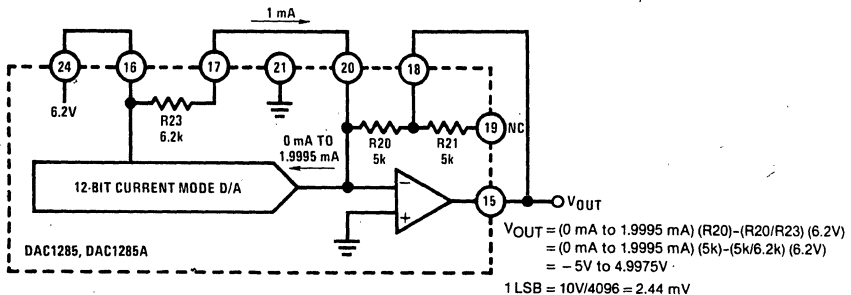 1 mA
24
16
17
21
20
18
6.2V
R23
6.2k
19 NC
0 mA TO
1.9995 mA
R20
5k
R21
5k
12-BIT CURRENT MODE D/A
−
+
15
VOUT
DAC1285, DAC1285A
VOUT = (0 mA to 1.9995 mA) (R20)–(R20/R23) (6.2V)
= (0 mA to 1.9995 mA) (5k)–(5k/6.2k) (6.2V)
= – 5V to 4.9975V
1 LSB = 10V/4096 = 2.44 mV